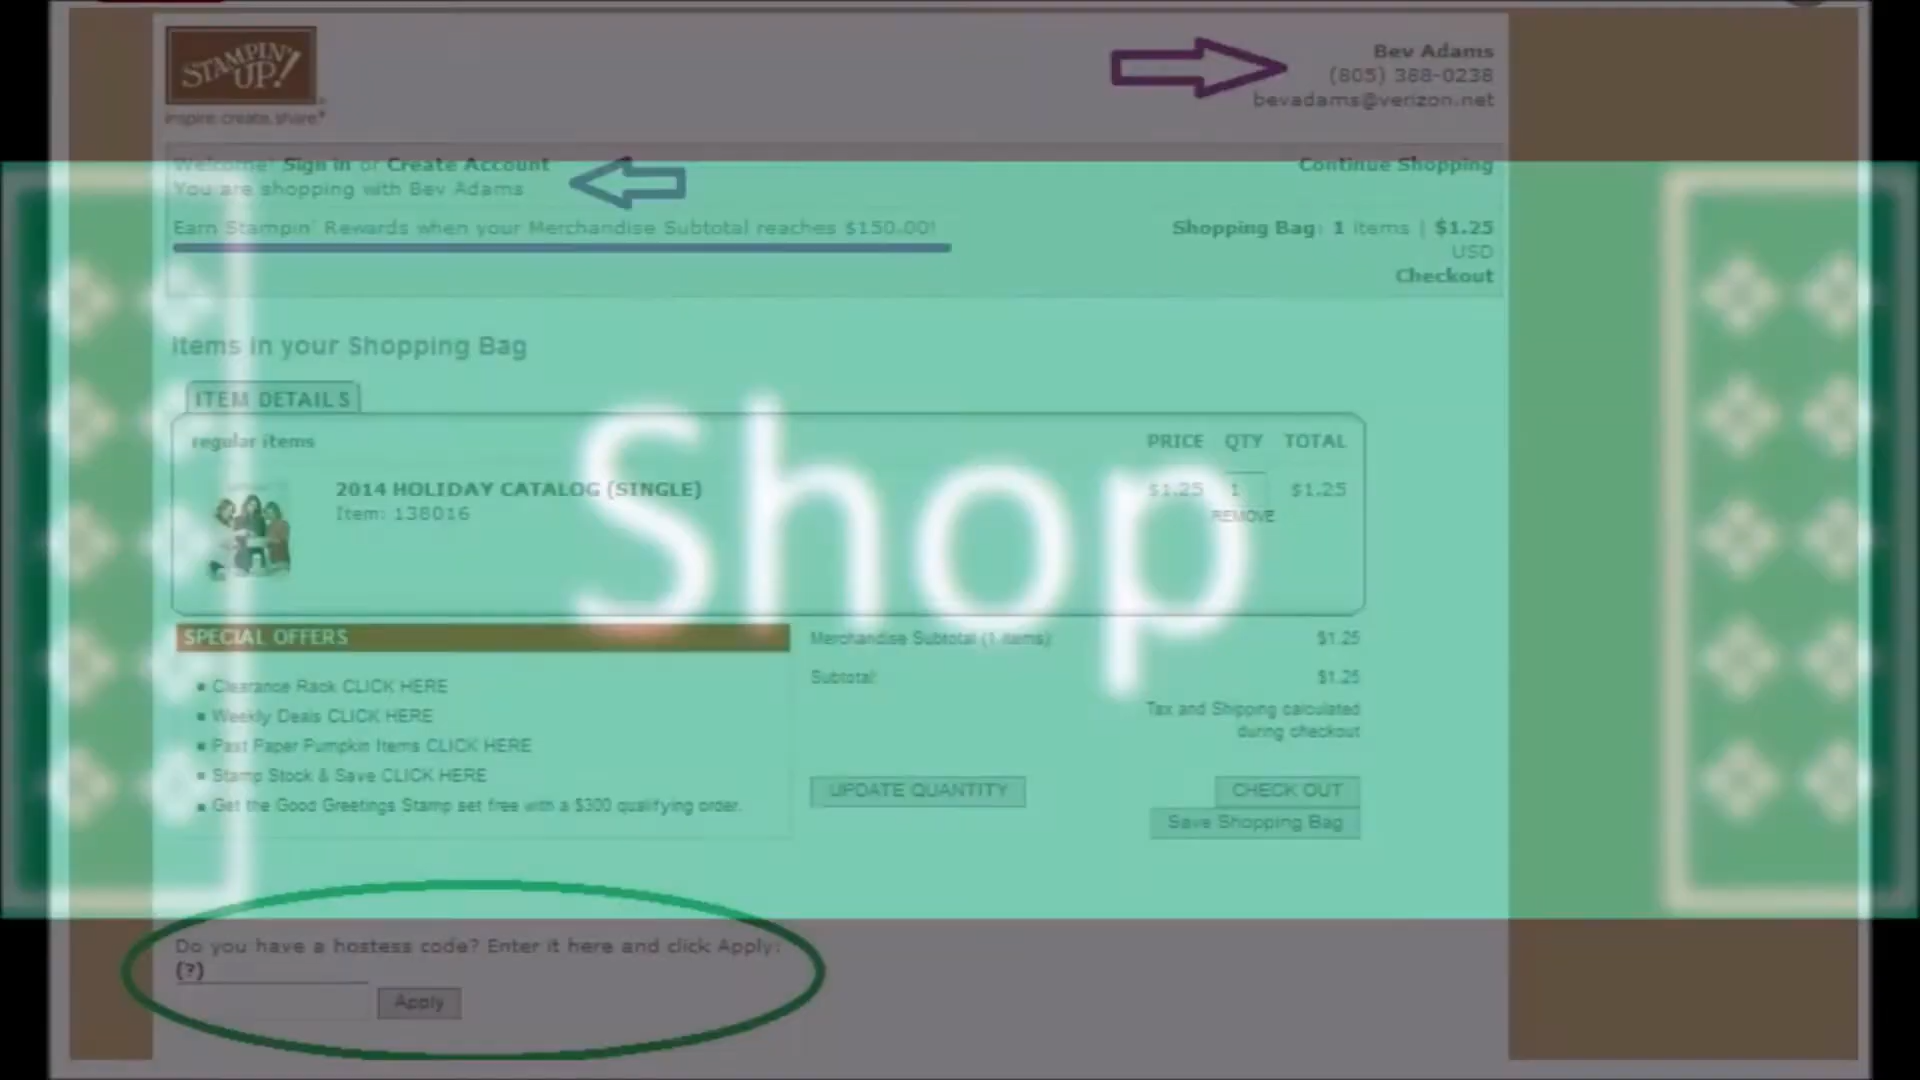 STAMPIN' UP!
inspire. create. share.®
Bev Adams
(805) 388-0238
bevadams@verizon.net
Welcome! Sign In or Create Account
You are shopping with Bev Adams
Continue Shopping
Earn Stampin' Rewards when your Merchandise Subtotal reaches $150.00!
Shopping Bag: 1 Items | $1.25
USD
Checkout
Items in your Shopping Bag
ITEM DETAILS
regular items
PRICE QTY TOTAL
2014 HOLIDAY CATALOG (SINGLE)
Item: 138016
$1.25 1 $1.25
REMOVE
Shop
SPECIAL OFFERS
Clearance Rack CLICK HERE
Weekly Deals CLICK HERE
Past Paper Pumpkin Items CLICK HERE
Stamp Stock & Save CLICK HERE
Get the Good Greetings Stamp set free with a $300 qualifying order.
Merchandise Subtotal (1 items): $1.25
Subtotal: $1.25
Tax and Shipping calculated
during checkout
UPDATE QUANTITY
CHECK OUT
Save Shopping Bag
Do you have a hostess code? Enter it here and click Apply:
(?)
Apply